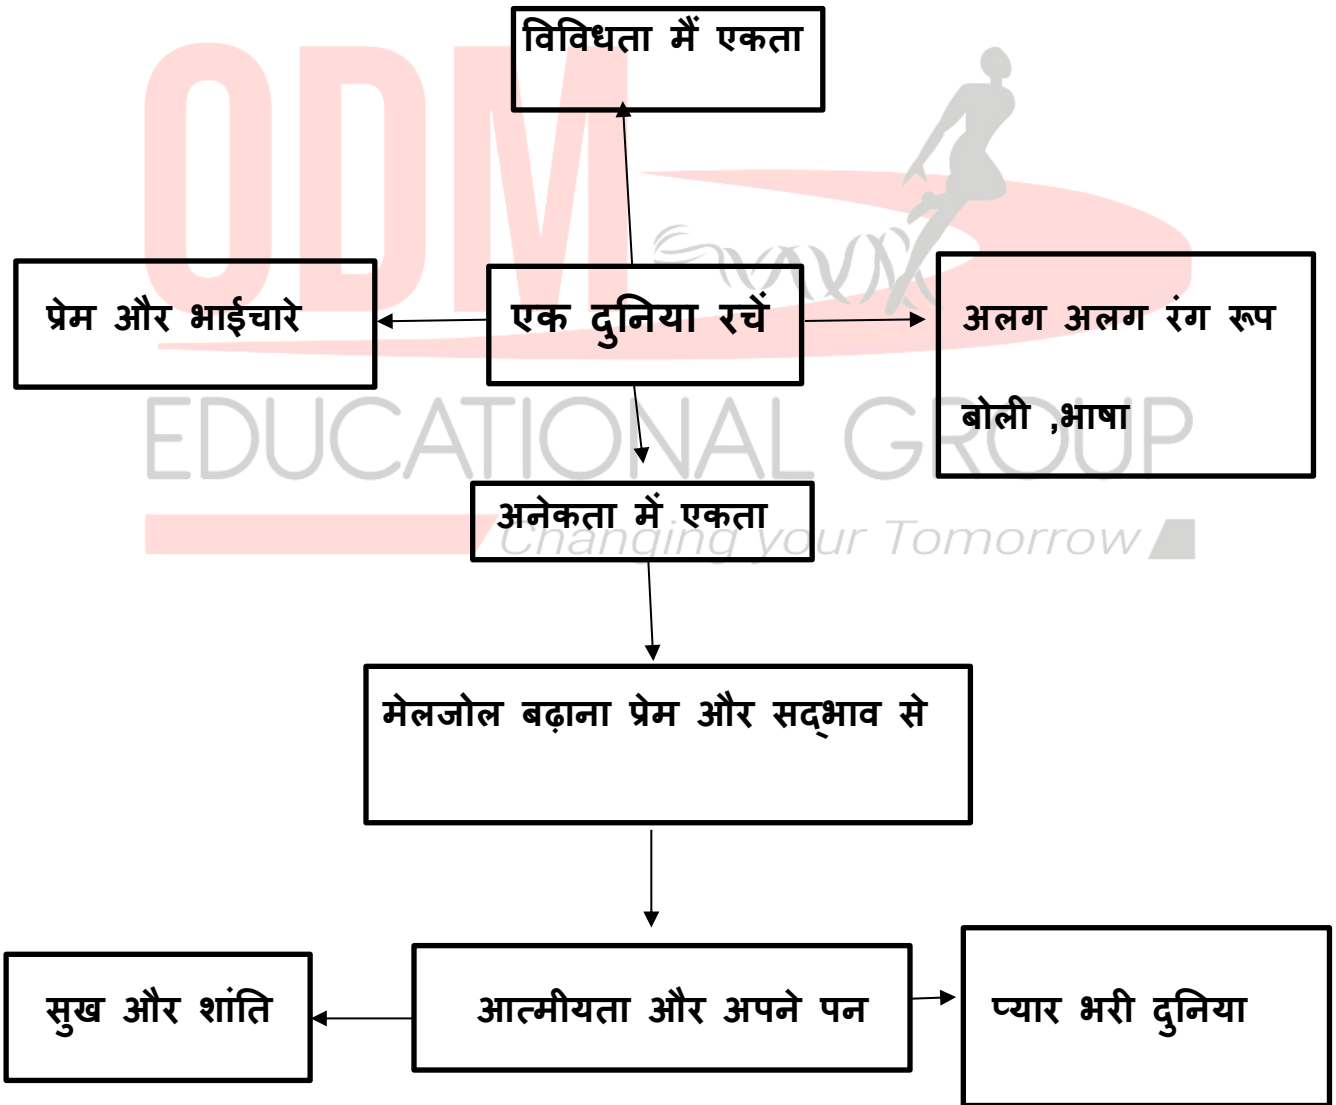 विविधता मैं एकता
ODM
प्रेम और भाईचारे
एक दुनिया रचें
अलग अलग रंग रूप
बोली ,भाषा
EDUCATIONAL GROUP
अनेकता में एकता
Changing your Tomorrow
मेलजोल बढ़ाना प्रेम और सद्‌भाव से
सुख और शांति
आत्मीयता और अपने पन
प्यार भरी दुनिया